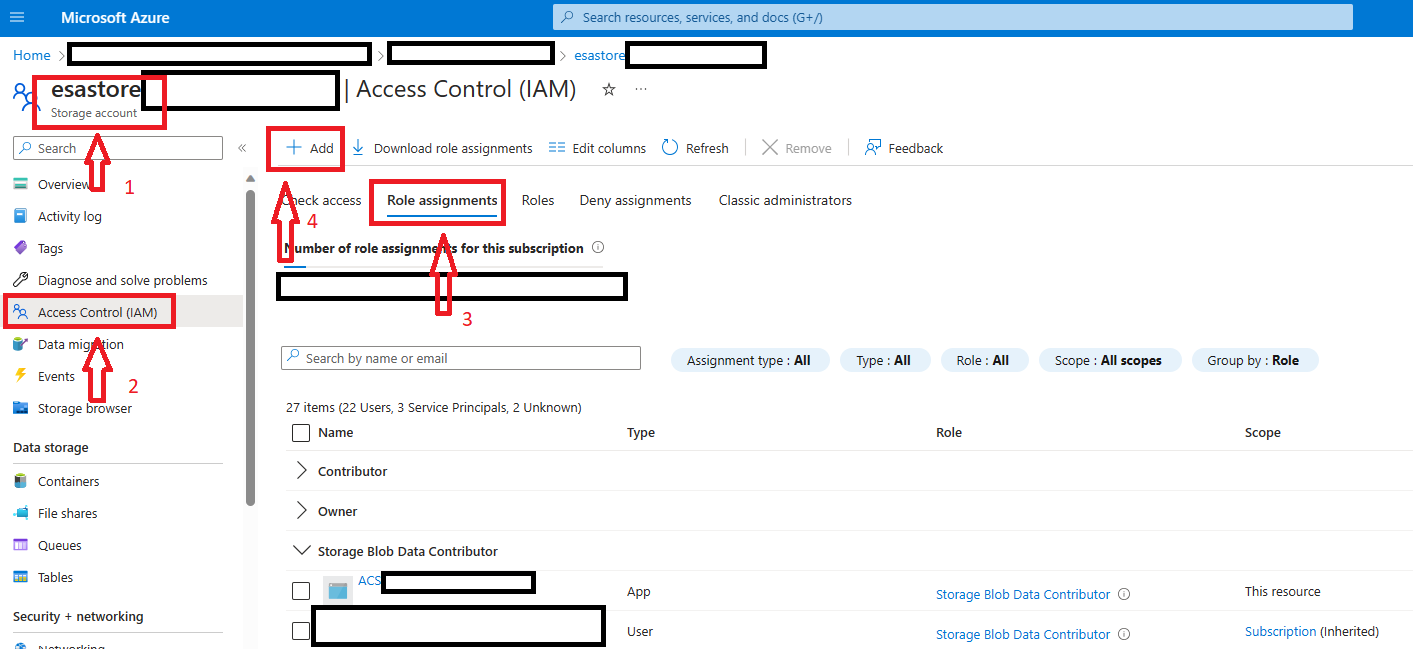 Microsoft Azure
Search resources, services, and docs (G+/)
Home > > > esastore
esastore | Access Control (IAM) ☆ ...
Storage account
Search «
+ Add Download role assignments Edit columns Refresh Remove Feedback
Overview
1
Activity log
Tags
Diagnose and solve problems
Access Control (IAM)
Data migration
2
Events
Storage browser
Data storage
Containers
File shares
Queues
Tables
Security + networking
Networking
Check access Role assignments Roles Deny assignments Classic administrators
4
Number of role assignments for this subscription
3
Search by name or email
Assignment type : All Type : All Role : All Scope : All scopes Group by : Role
27 items (22 Users, 3 Service Principals, 2 Unknown)
Name Type Role Scope
Contributor
Owner
Storage Blob Data Contributor
ACS App Storage Blob Data Contributor This resource
User Storage Blob Data Contributor Subscription (Inherited)